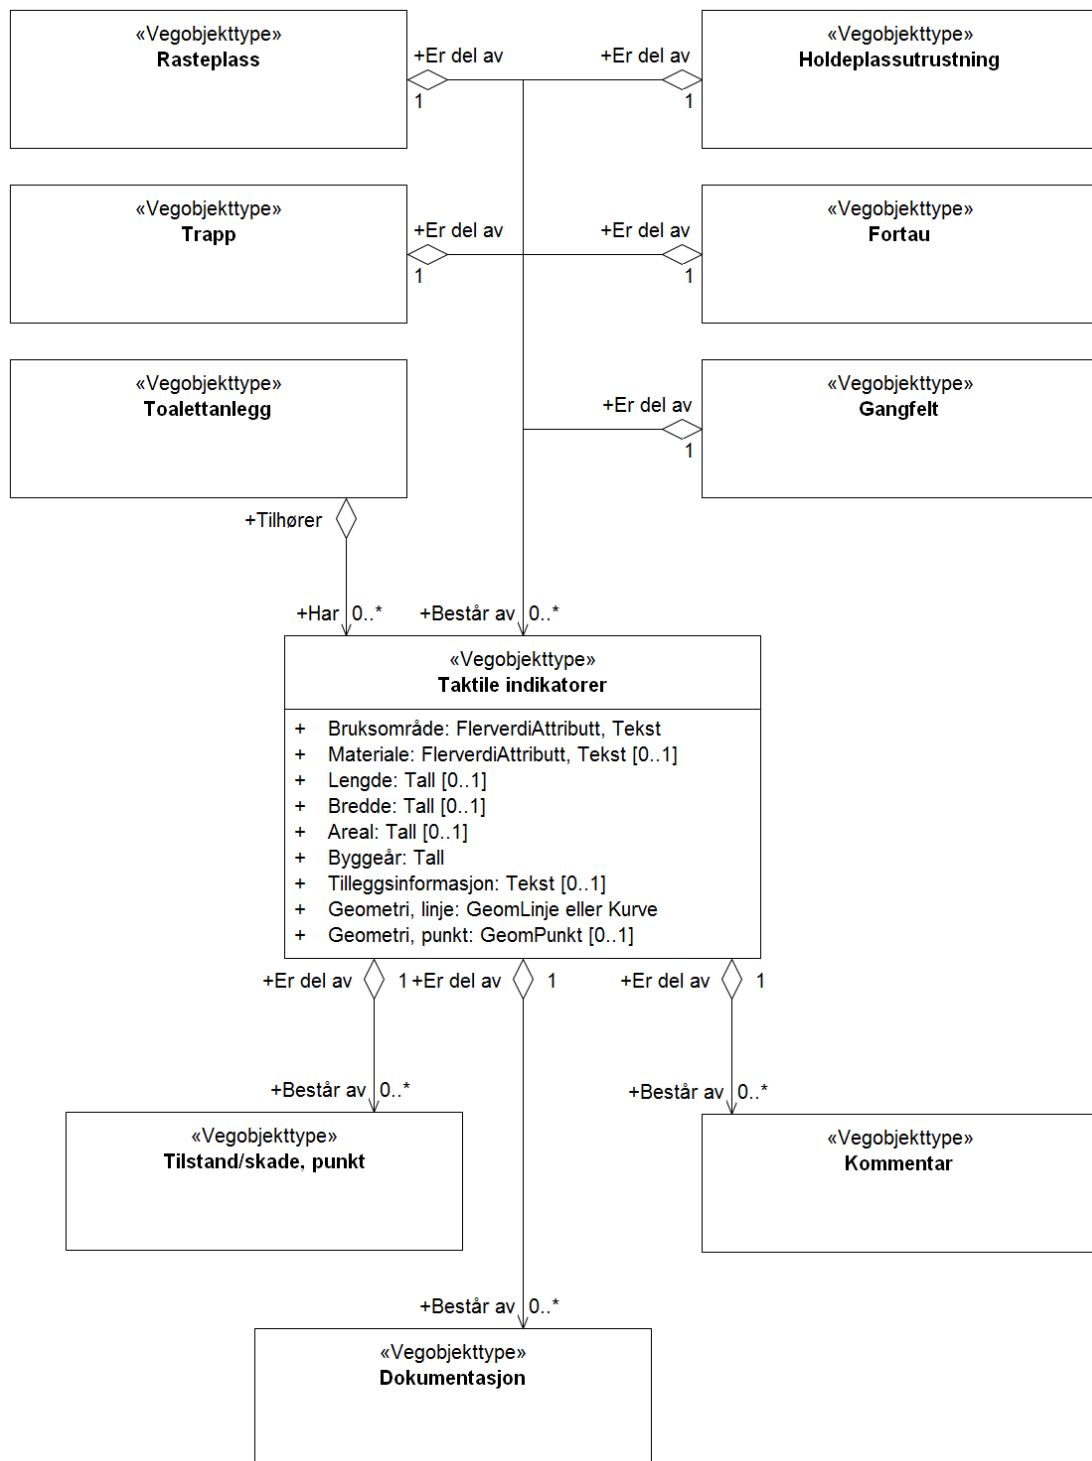 «Vegobjekttype»
Rasteplass
+Er del av
1
+Er del av
1
«Vegobjekttype»
Holdeplassutrustning
«Vegobjekttype»
Trapp
+Er del av
1
+Er del av
1
«Vegobjekttype»
Fortau
«Vegobjekttype»
Toalettanlegg
+Er del av
1
«Vegobjekttype»
Gangfelt
+Tilhører
+Har 0..*
+Består av 0..*
«Vegobjekttype»
Taktile indikatorer
+ Bruksområde: FlerverdiAttributt, Tekst
+ Materiale: FlerverdiAttributt, Tekst [0..1]
+ Lengde: Tall [0..1]
+ Bredde: Tall [0..1]
+ Areal: Tall [0..1]
+ Byggeår: Tall
+ Tilleggsinformasjon: Tekst [0..1]
+ Geometri, linje: GeomLinje eller Kurve
+ Geometri, punkt: GeomPunkt [0..1]
+Er del av 1
+Er del av 1
+Er del av 1
+Består av 0..*
+Består av 0..*
«Vegobjekttype»
Tilstand/skade, punkt
«Vegobjekttype»
Kommentar
+Består av 0..*
«Vegobjekttype»
Dokumentasjon